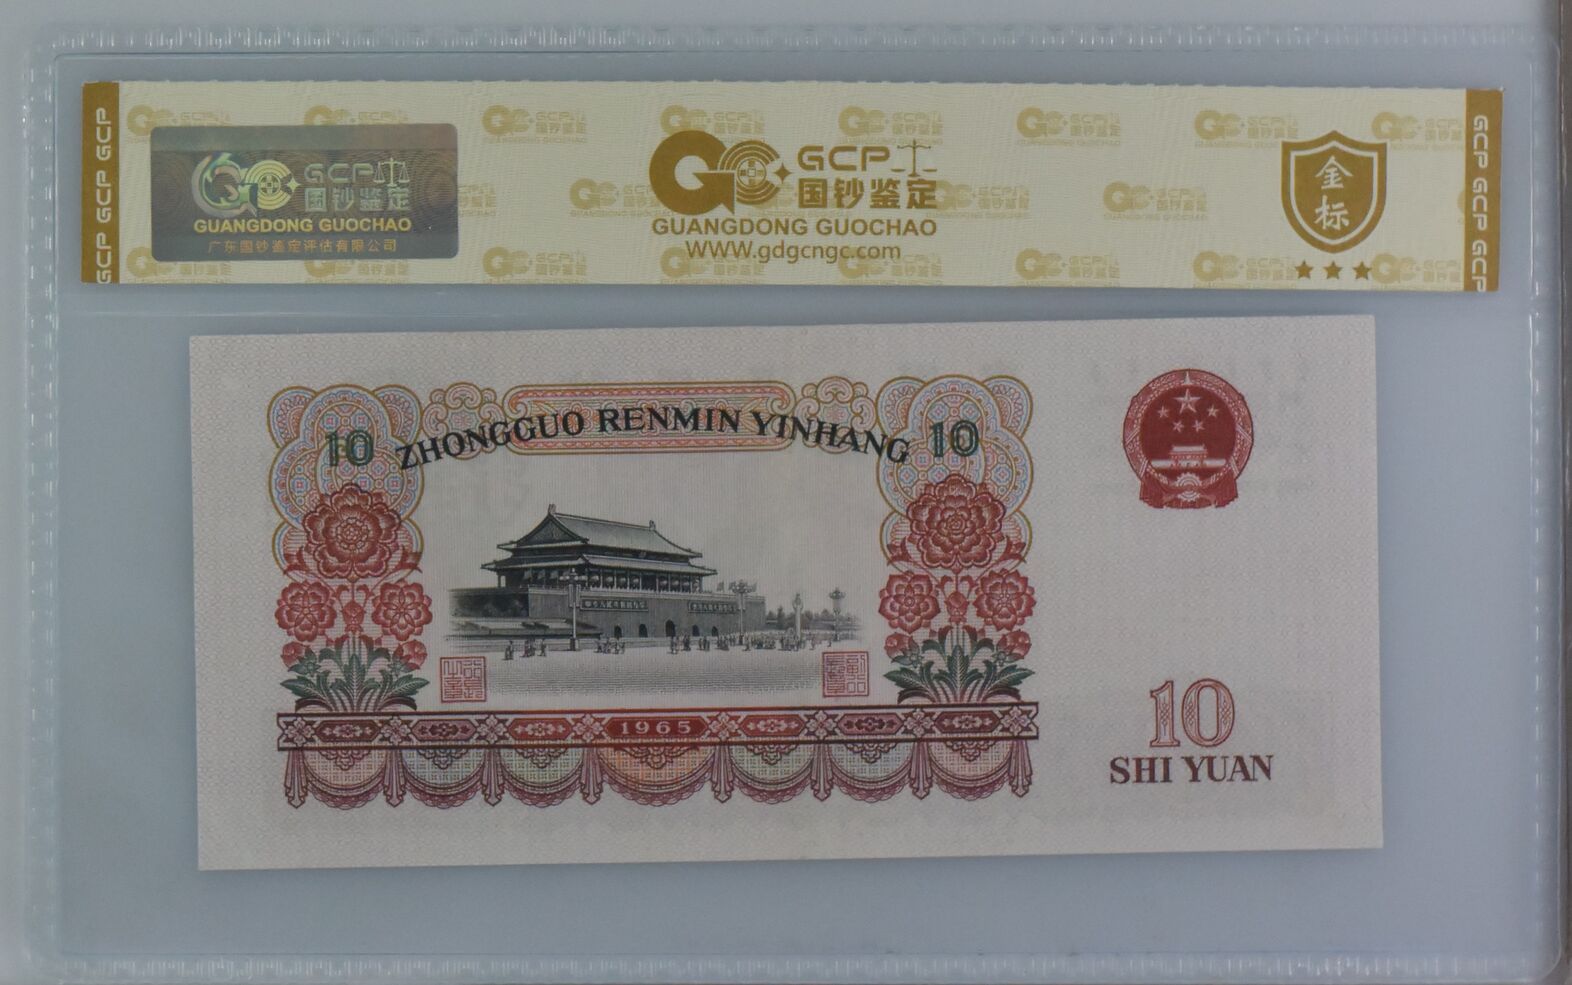 GCP GCP GCP
GCP
国钞鉴定
GUANGDONG GUOCHAO
广东国钞鉴定评估有限公司
GCP
国钞鉴定
GUANGDONG GUOCHAO
WWW.gdgcngc.com
金标
GCP GCP GCP
10 ZHONGGUO RENMIN YINHANG 10
1965
10
SHI YUAN